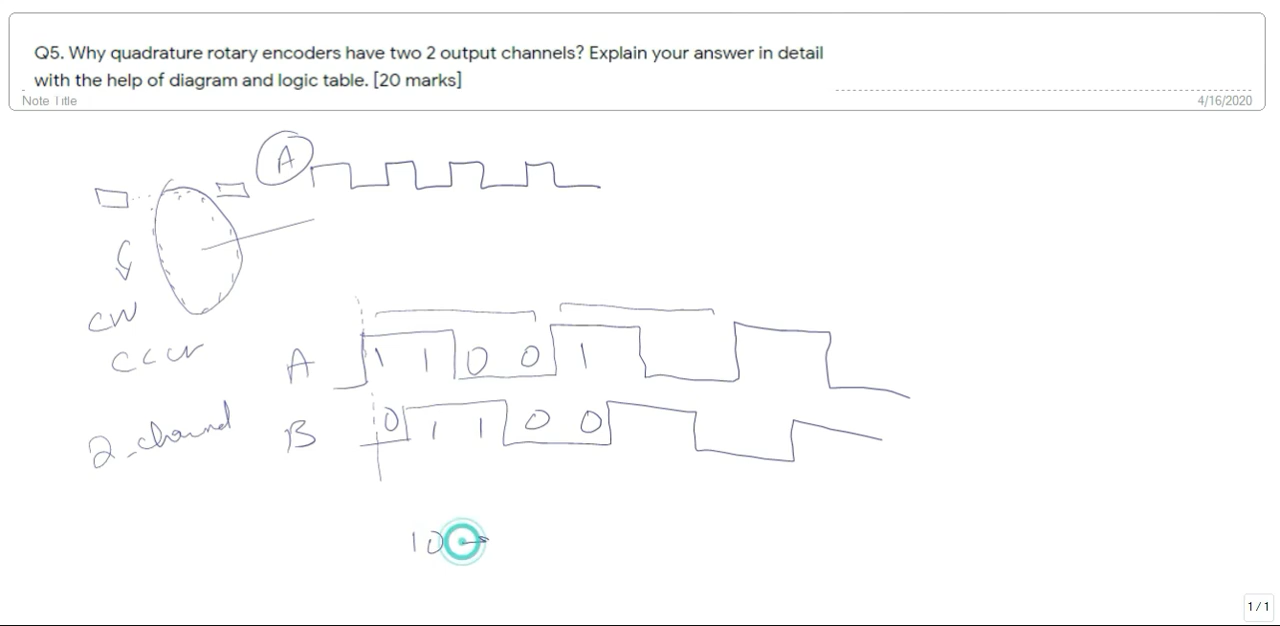 Q5. Why quadrature rotary encoders have two 2 output channels? Explain your answer in detail
with the help of diagram and logic table. [20 marks]
Note Title
4/16/2020
A
CW
CCW
A 1 1 0 0 1
2-channel
B 0 1 1 0 0
10
1 / 1